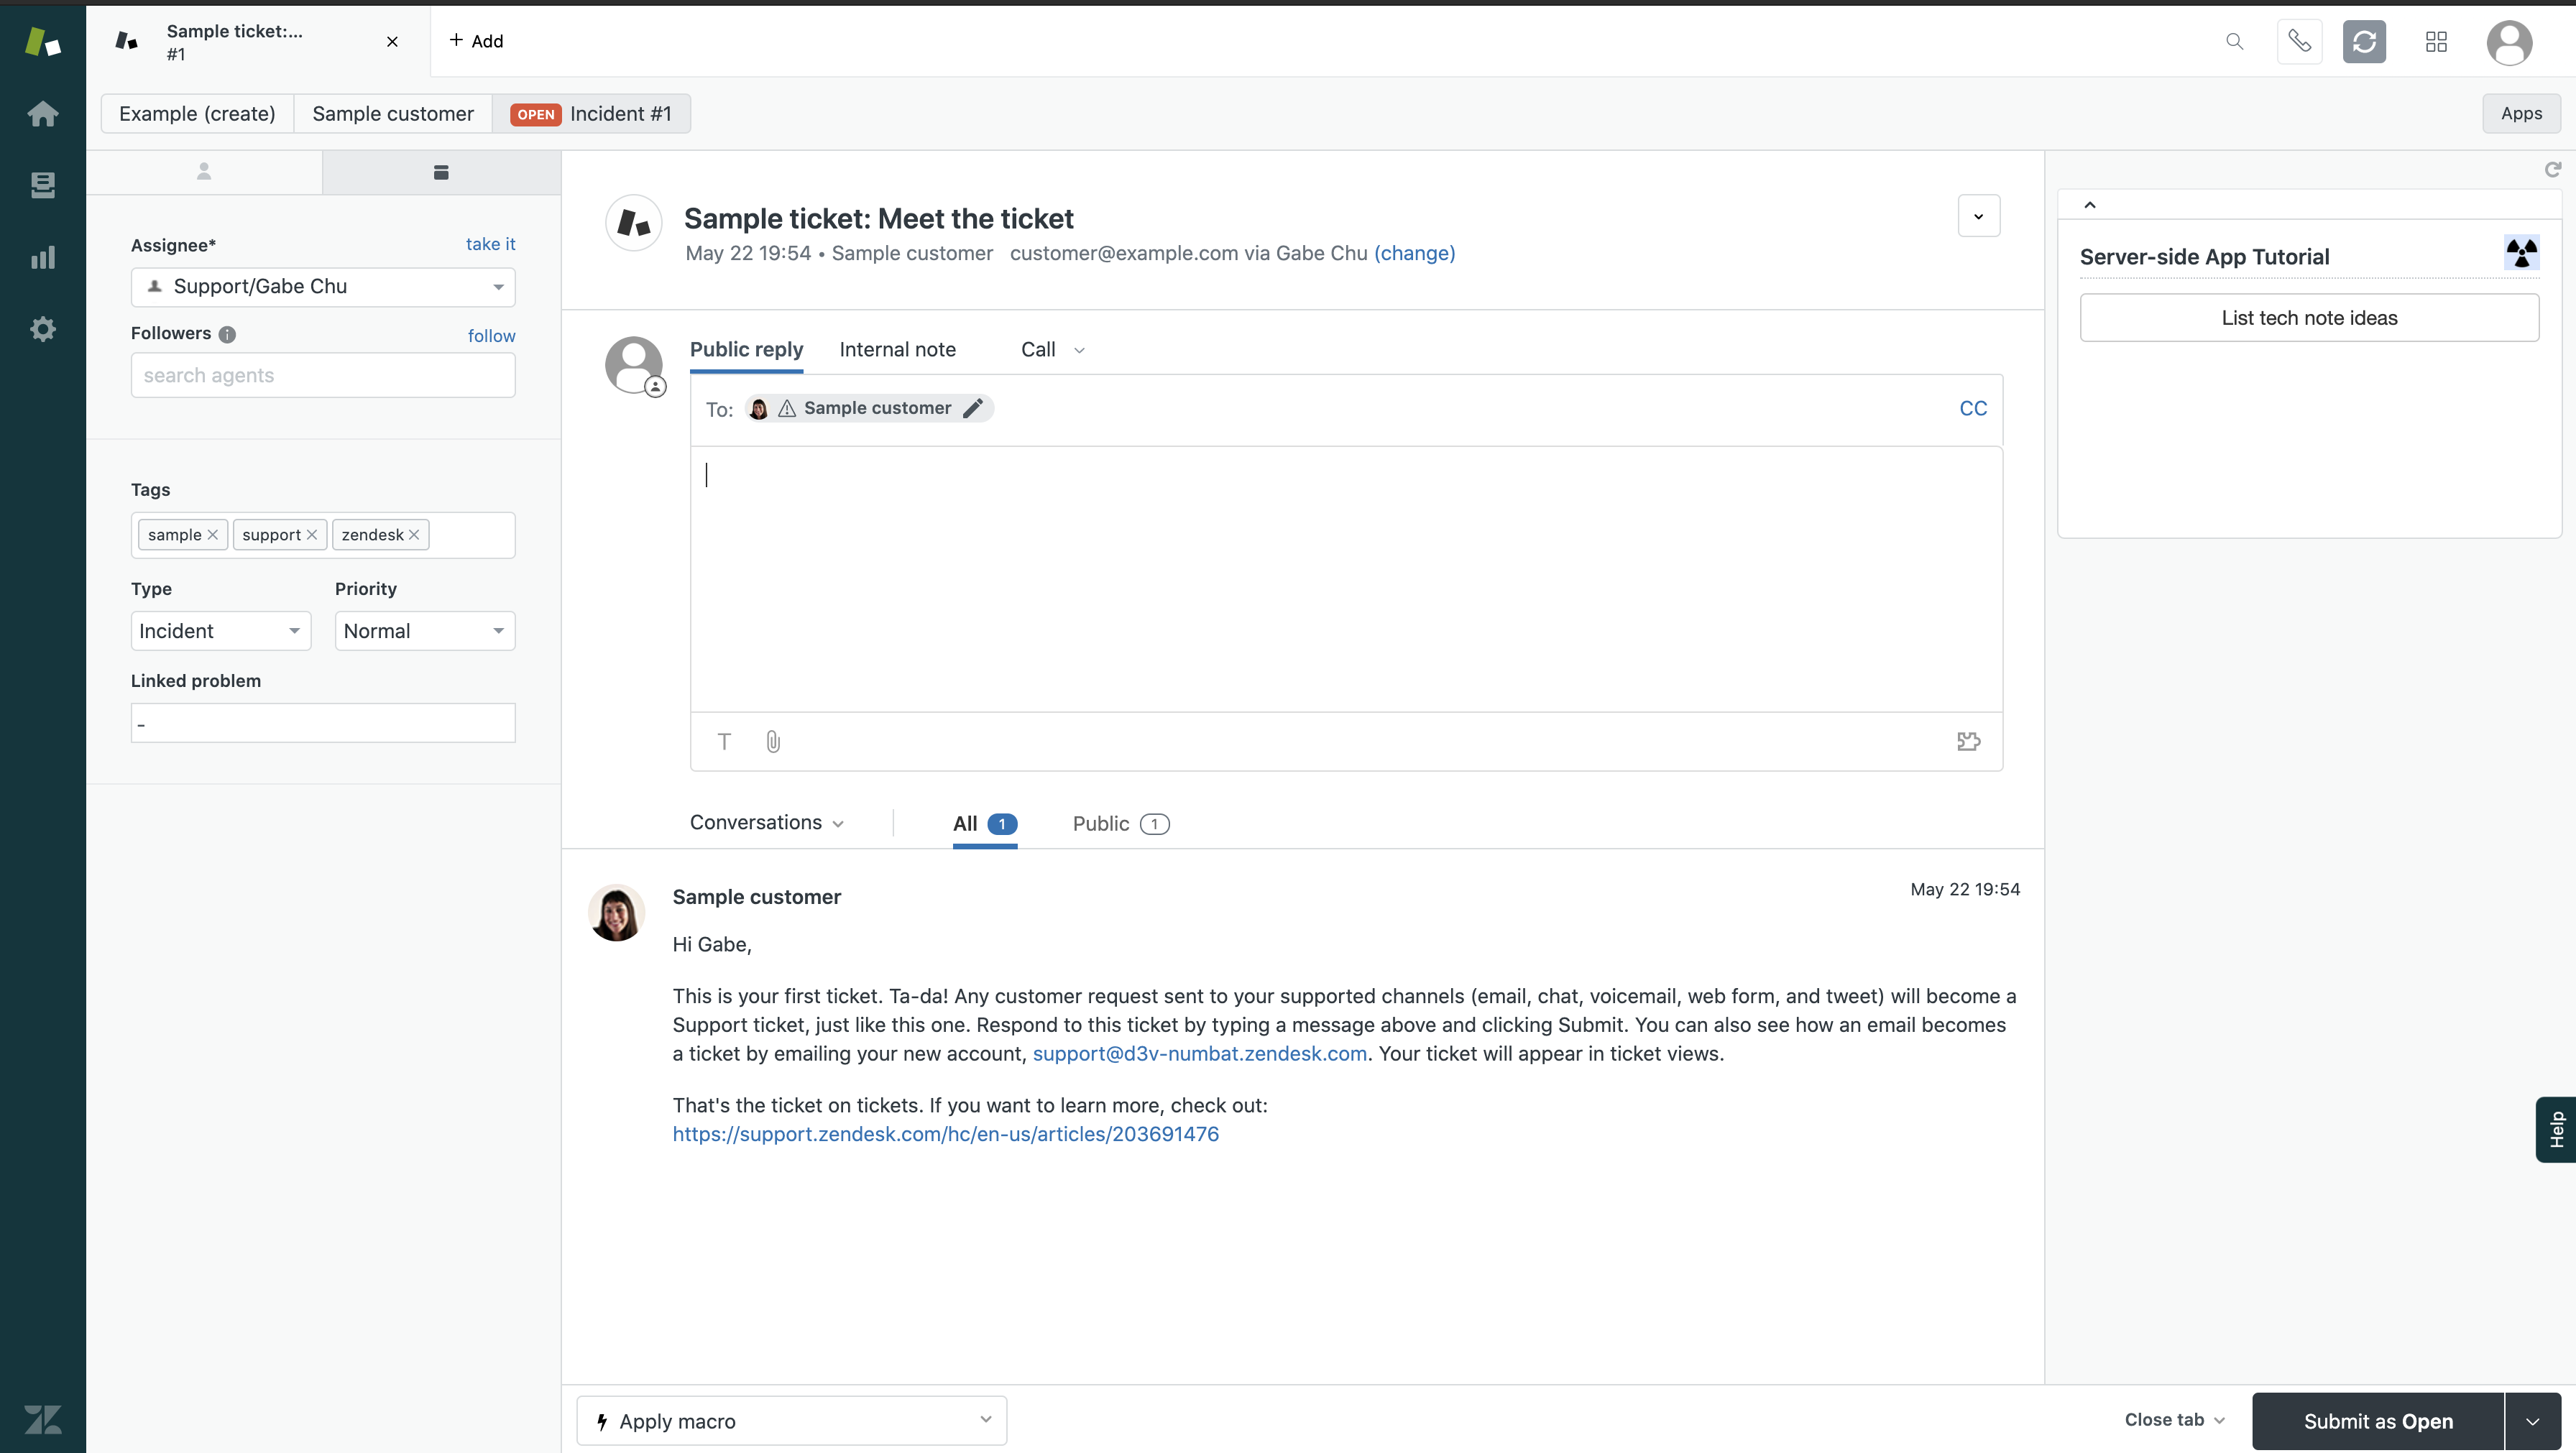 Sample ticket:...
#1
+ Add
Example (create)
Sample customer
OPEN Incident #1
Apps
Assignee*
take it
Support/Gabe Chu
Followers
follow
search agents
Tags
sample
support
zendesk
Type
Priority
Incident
Normal
Linked problem
-
Sample ticket: Meet the ticket
May 22 19:54 • Sample customer customer@example.com via Gabe Chu (change)
Public reply
Internal note
Call
To: Sample customer
CC
T
Conversations
All 1
Public 1
Sample customer
May 22 19:54
Hi Gabe,
This is your first ticket. Ta-da! Any customer request sent to your supported channels (email, chat, voicemail, web form, and tweet) will become a
Support ticket, just like this one. Respond to this ticket by typing a message above and clicking Submit. You can also see how an email becomes
a ticket by emailing your new account, support@d3v-numbat.zendesk.com. Your ticket will appear in ticket views.
That's the ticket on tickets. If you want to learn more, check out:
https://support.zendesk.com/hc/en-us/articles/203691476
Server-side App Tutorial
List tech note ideas
Help
Apply macro
Close tab
Submit as Open